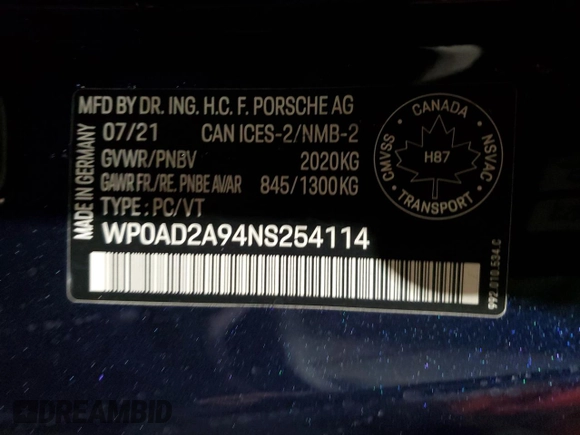 MFD BY DR. ING. H.C. F. PORSCHE AG
07/21 CAN ICES-2/NMB-2
GVWR/PNBV 2020KG
GAWR FR./RE. PNBE AV/AR 845/1300KG
TYPE : PC/VT
WP0AD2A94NS254114
MADE IN GERMANY
CANADA
CMVSS
H87
NSVAC
TRANSPORT
992.010.534.C
DREAMBID